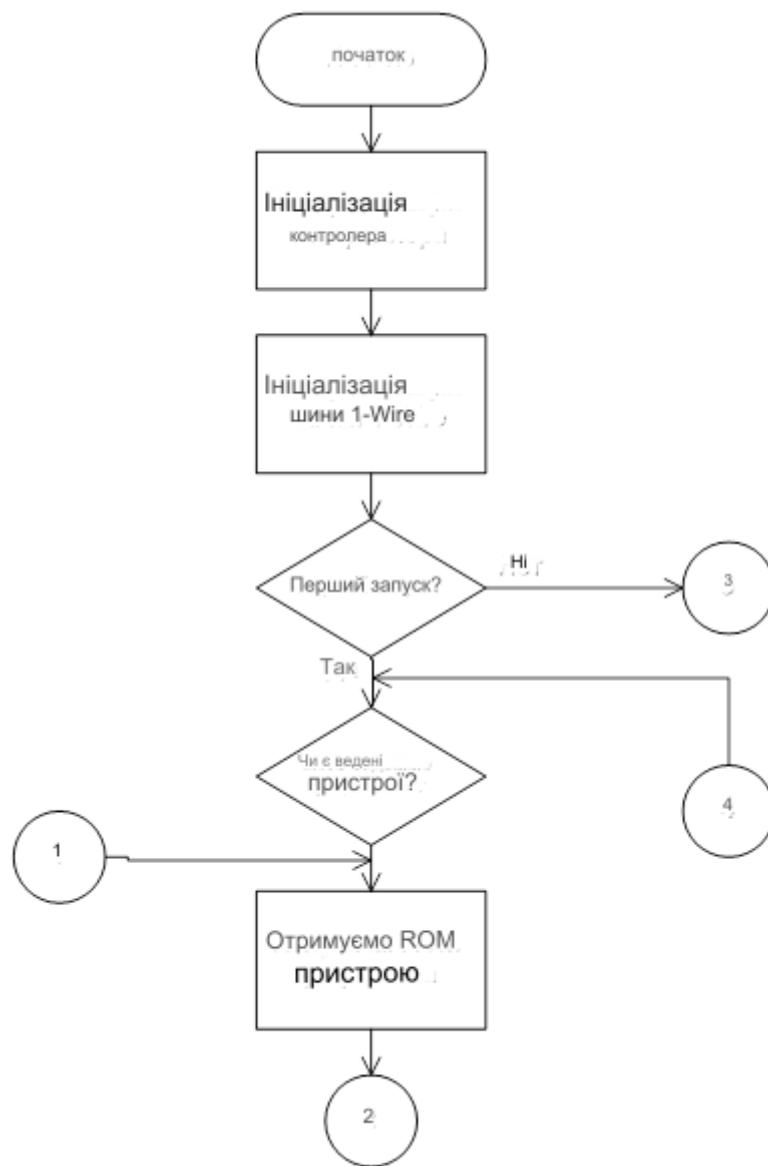 початок
Ініціалізація
контролера
Ініціалізація
шини 1-Wire
Перший запуск?
Ні
3
Так
Чи є ведені
пристрої?
4
1
Отримуємо ROM
пристрою
2